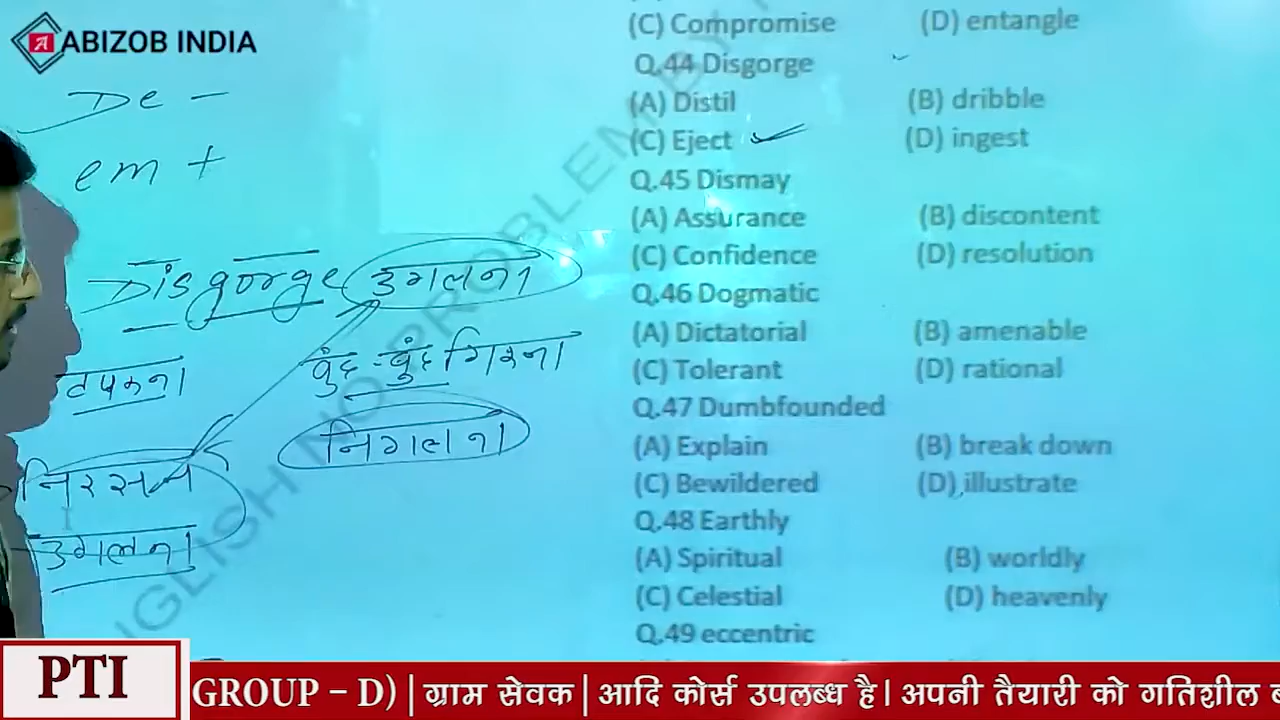 ABIZOB INDIA
De -
em +
Disgorge उगलना
टपकना
बुंद-बुंद गिरना
निगलना
निरसन
उगलना
(C) Compromise (D) entangle
Q.44 Disgorge
(A) Distil (B) dribble
(C) Eject (D) ingest
Q.45 Dismay
(A) Assurance (B) discontent
(C) Confidence (D) resolution
Q.46 Dogmatic
(A) Dictatorial (B) amenable
(C) Tolerant (D) rational
Q.47 Dumbfounded
(A) Explain (B) break down
(C) Bewildered (D) illustrate
Q.48 Earthly
(A) Spiritual (B) worldly
(C) Celestial (D) heavenly
Q.49 eccentric
PTI
GROUP - D) | ग्राम सेवक | आदि कोर्स उपलब्ध है। अपनी तैयारी को गतिशील